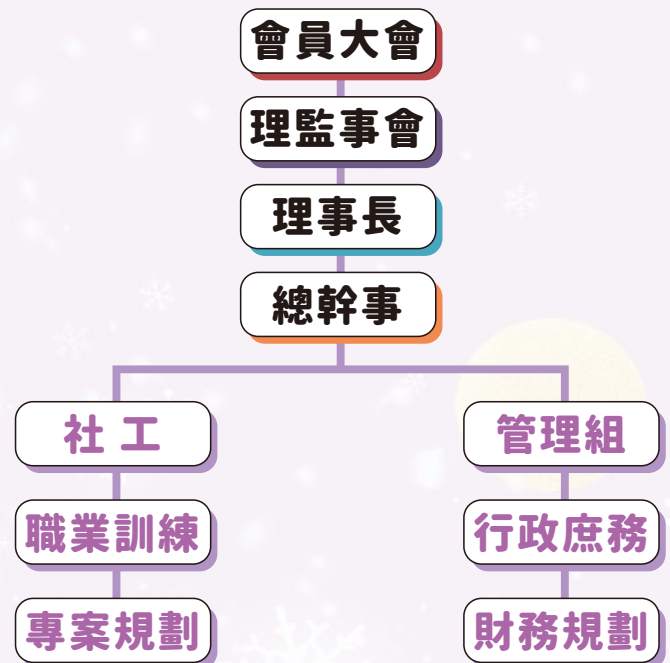 會員大會
理監事會
理事長
總幹事
社工
管理組
職業訓練
行政庶務
專案規劃
財務規劃